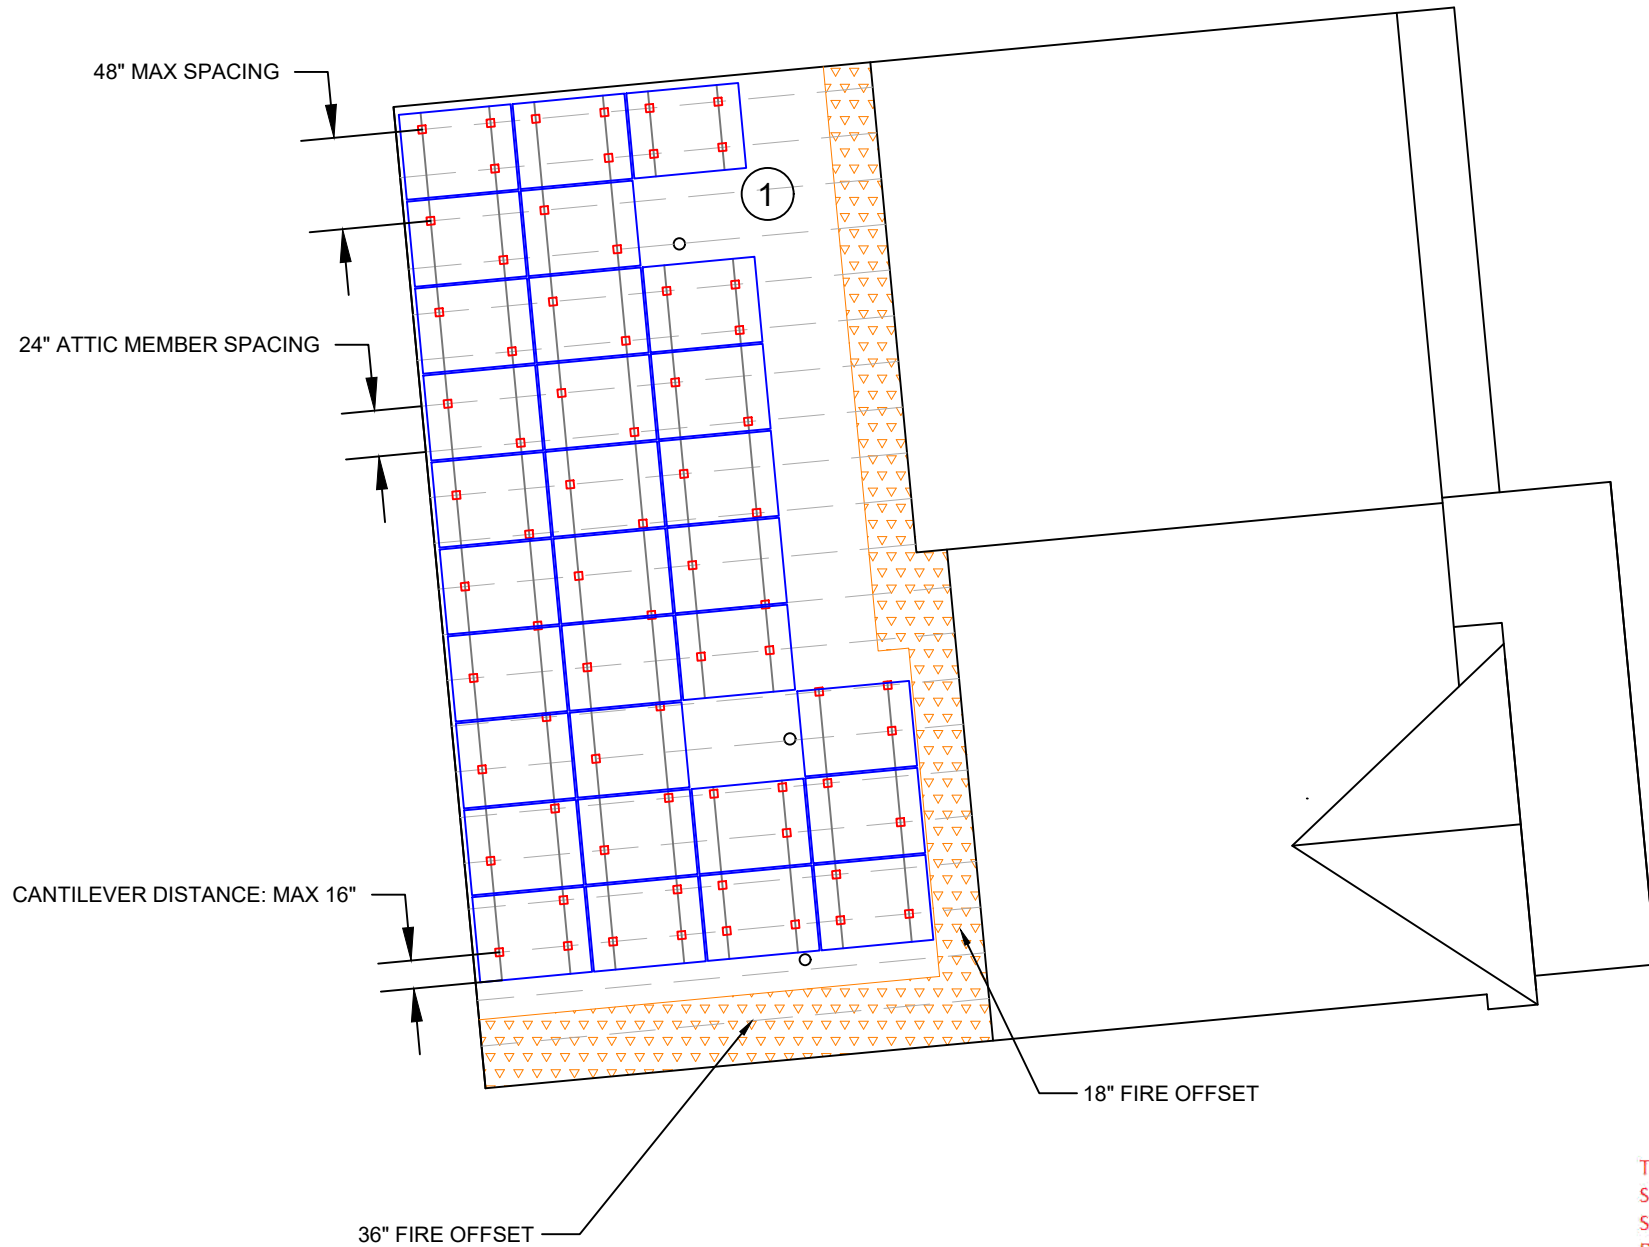 48" MAX SPACING
1
24" ATTIC MEMBER SPACING
CANTILEVER DISTANCE: MAX 16"
18" FIRE OFFSET
36" FIRE OFFSET
T
S
S